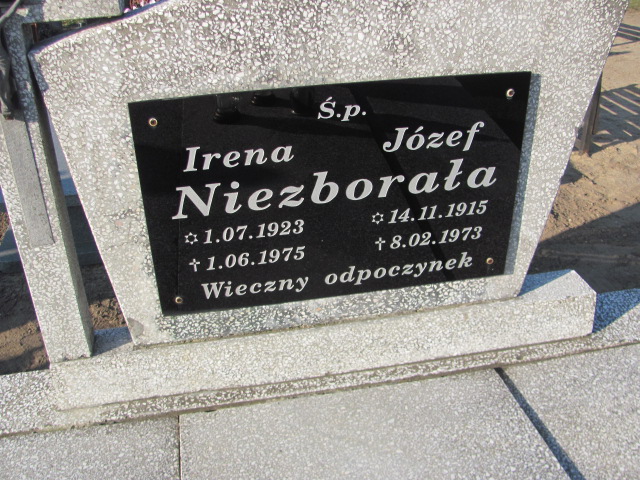 Ś.p.
Irena Józef
Niezborała
✡ 1.07.1923 ✡ 14.11.1915
† 1.06.1975 † 8.02.1973
Wieczny odpoczynek